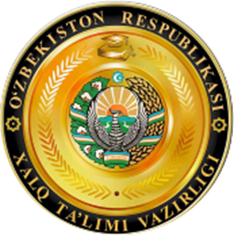 O'ZBEKISTON RESPUBLIKASI
XALQ TA'LIMI VAZIRLIGI